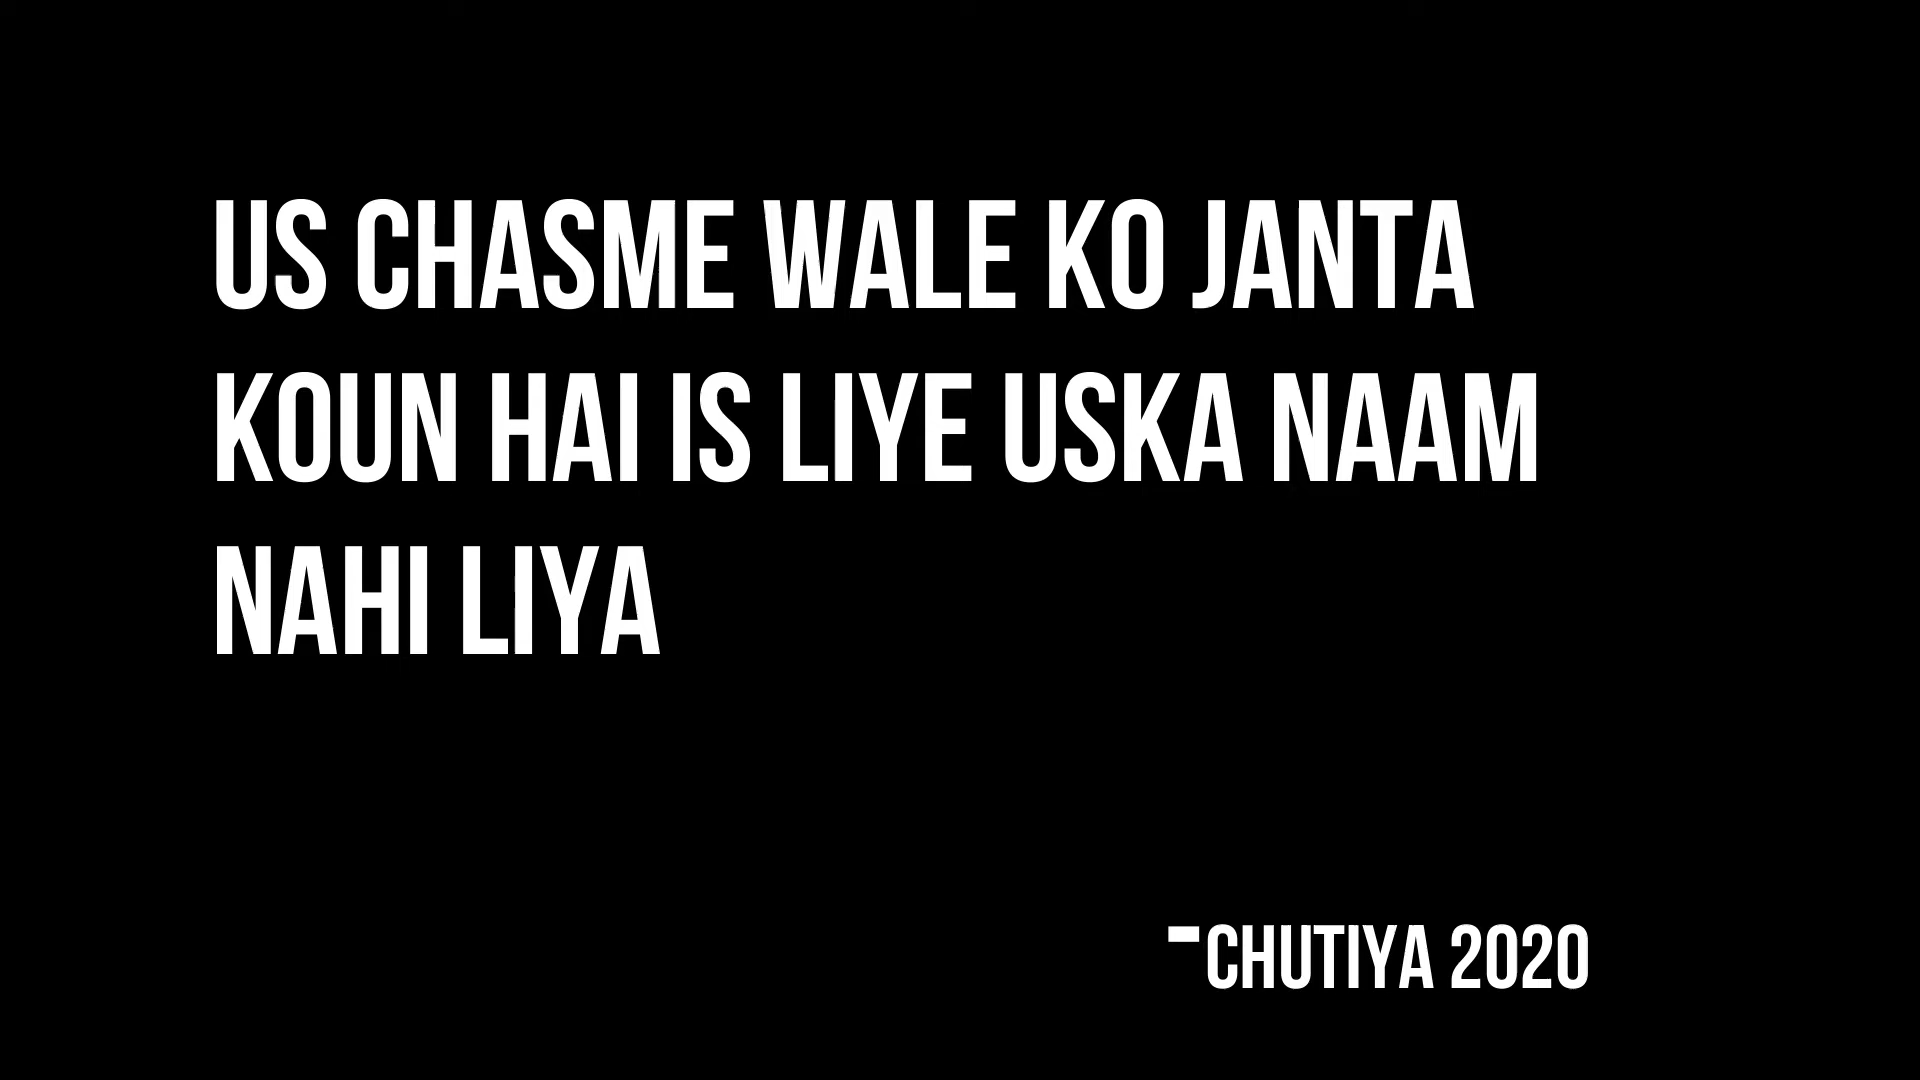 US CHASME WALE KO JANTA
KOUN HAI IS LIYE USKA NAAM
NAHI LIYA
-CHUTIYA 2020